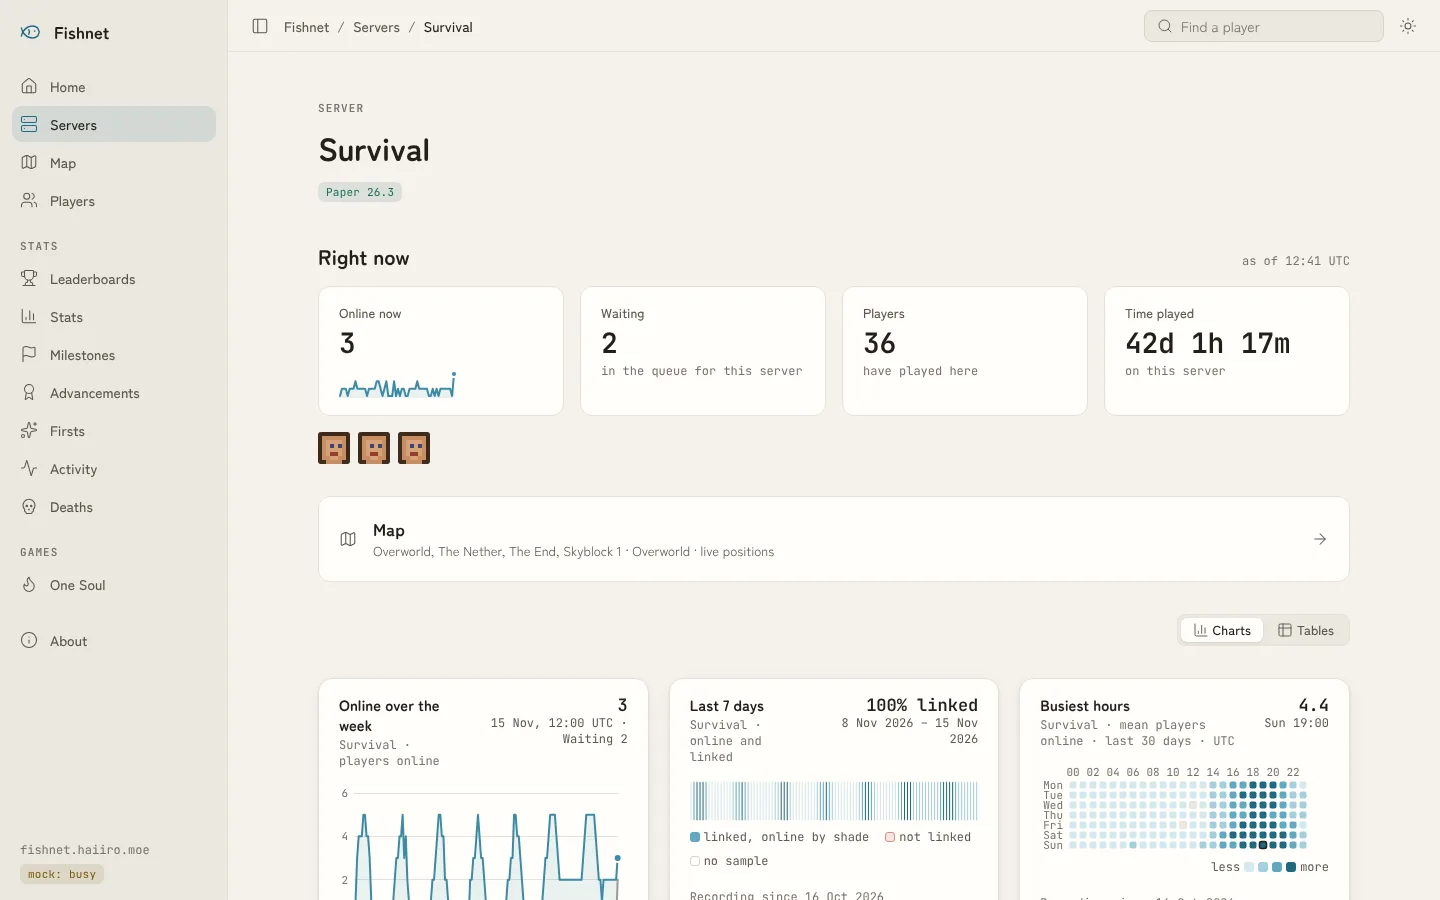 Fishnet
Home
Servers
Map
Players
STATS
Leaderboards
Stats
Milestones
Advancements
Firsts
Activity
Deaths
GAMES
One Soul
About
fishnet.haiiro.moe
mock: busy
Fishnet / Servers / Survival
Find a player
SERVER
Survival
Paper 26.3
Right now
as of 12:41 UTC
Online now
3
Waiting
2
in the queue for this server
Players
36
have played here
Time played
42d 1h 17m
on this server
Map
Overworld, The Nether, The End, Skyblock 1 · Overworld · live positions
Charts
Tables
Online over the
week
Survival ·
players online
3
15 Nov, 12:00 UTC ·
Waiting 2
6
4
2
Last 7 days
Survival ·
online and
linked
100% linked
8 Nov 2026 – 15 Nov
2026
linked, online by shade
not linked
no sample
Recording since 16 Oct 2026
Busiest hours
Survival · mean players
online · last 30 days · UTC
4.4
Sun 19:00
00 02 04 06 08 10 12 14 16 18 20 22
Mon
Tue
Wed
Thu
Fri
Sat
Sun
less
more